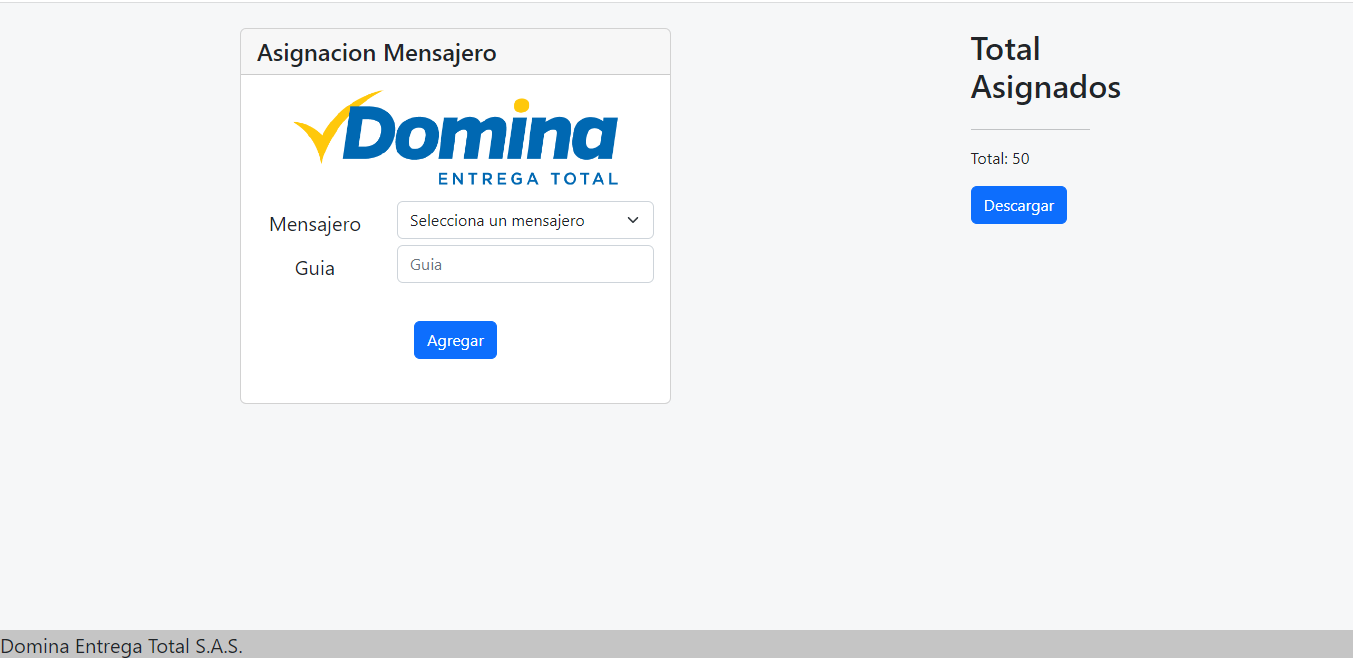 Asignacion Mensajero
Domina
ENTREGA TOTAL
Mensajero
Selecciona un mensajero
Guia
Guia
Agregar
Total
Asignados
Total: 50
Descargar
Domina Entrega Total S.A.S.